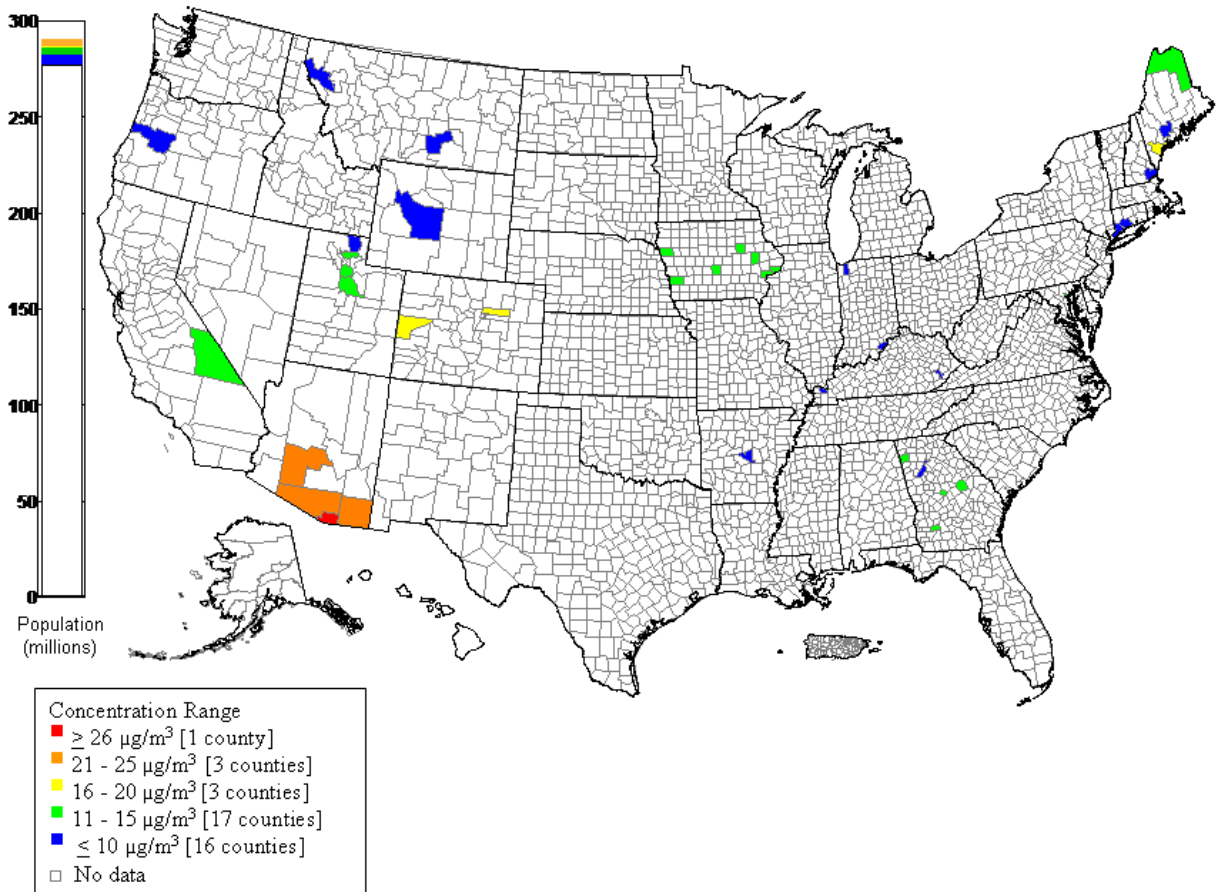 300
250
200
150
100
50
0
Population
(millions)
Concentration Range
≥ 26 µg/m³ [1 county]
21 - 25 µg/m³ [3 counties]
16 - 20 µg/m³ [3 counties]
11 - 15 µg/m³ [17 counties]
≤ 10 µg/m³ [16 counties]
No data